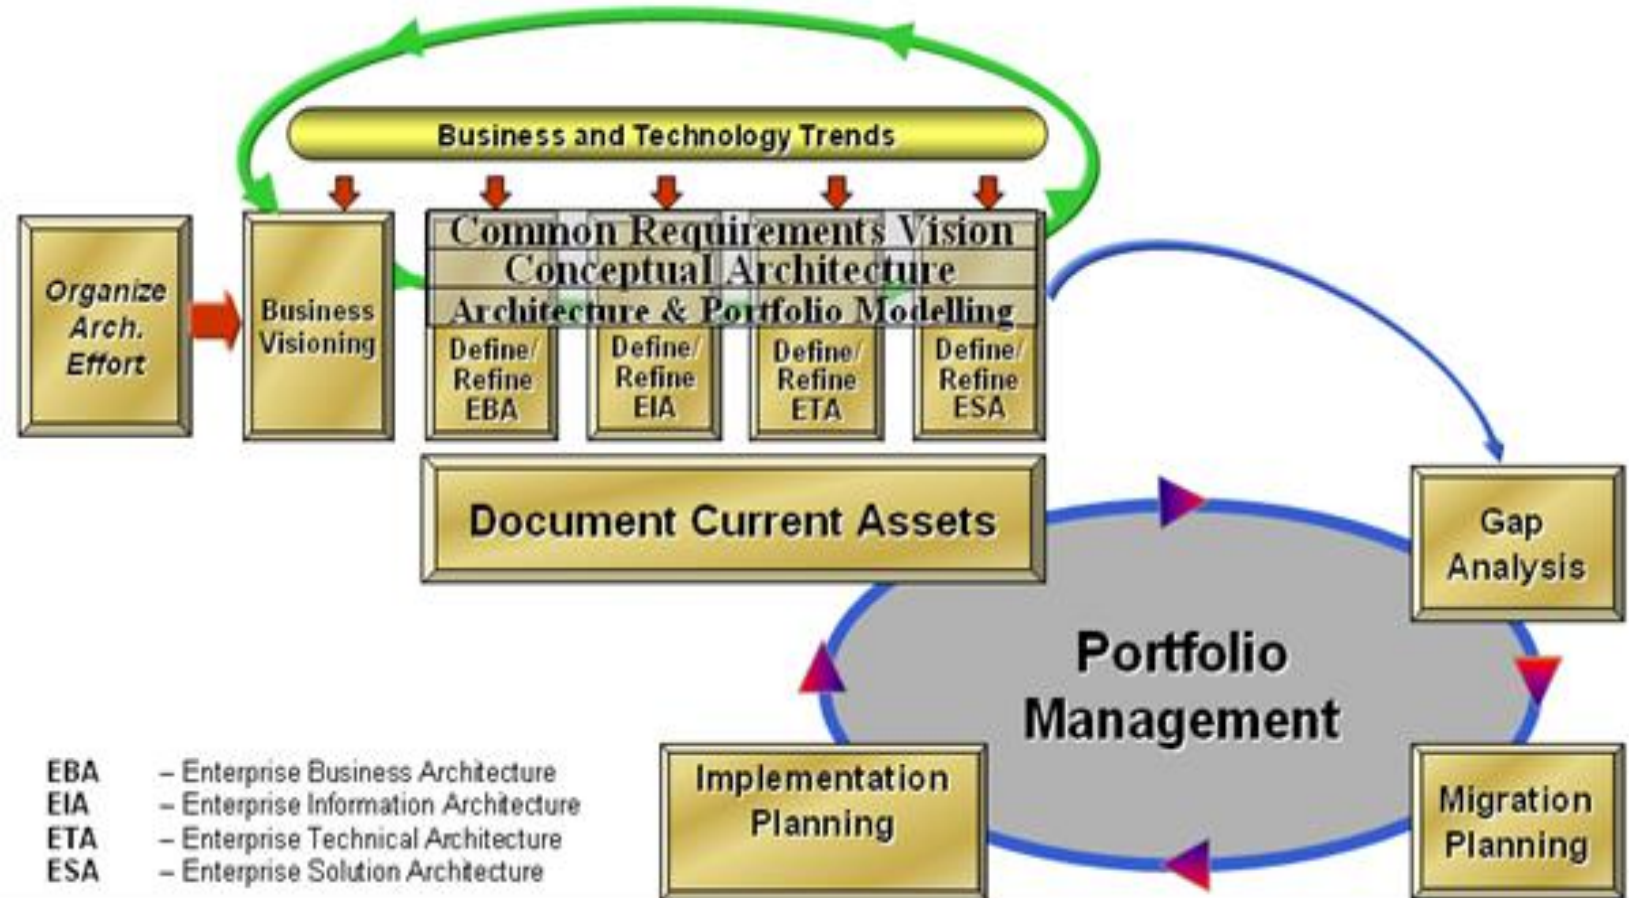 Business and Technology Trends
Organize
Arch.
Effort
Business
Visioning
Common Requirements Vision
Conceptual Architecture
Architecture & Portfolio Modelling
Define/
Refine
EBA
Define/
Refine
EIA
Define/
Refine
ETA
Define/
Refine
ESA
Document Current Assets
Gap
Analysis
Portfolio
Management
Implementation
Planning
Migration
Planning
EBA – Enterprise Business Architecture
EIA – Enterprise Information Architecture
ETA – Enterprise Technical Architecture
ESA – Enterprise Solution Architecture